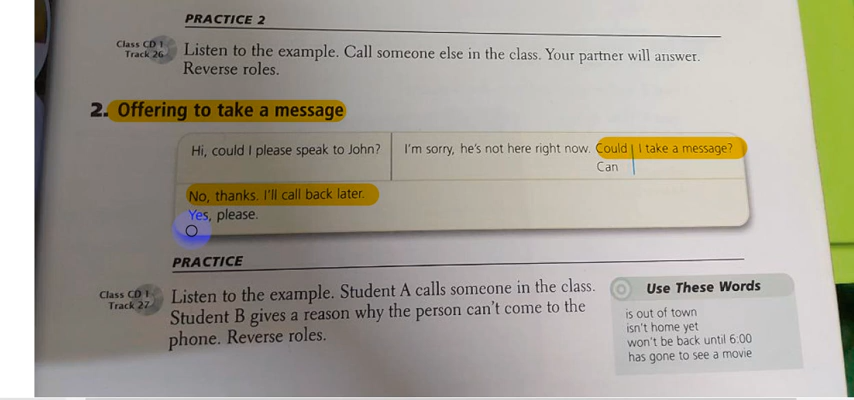 PRACTICE 2
Class CD 1
Track 26
Listen to the example. Call someone else in the class. Your partner will answer.
Reverse roles.
2. Offering to take a message
Hi, could I please speak to John?
I'm sorry, he's not here right now. Could I take a message?
Can
No, thanks. I'll call back later.
Yes, please.
PRACTICE
Class CD 1
Track 27
Listen to the example. Student A calls someone in the class.
Student B gives a reason why the person can't come to the
phone. Reverse roles.
Use These Words
is out of town
isn't home yet
won't be back until 6:00
has gone to see a movie